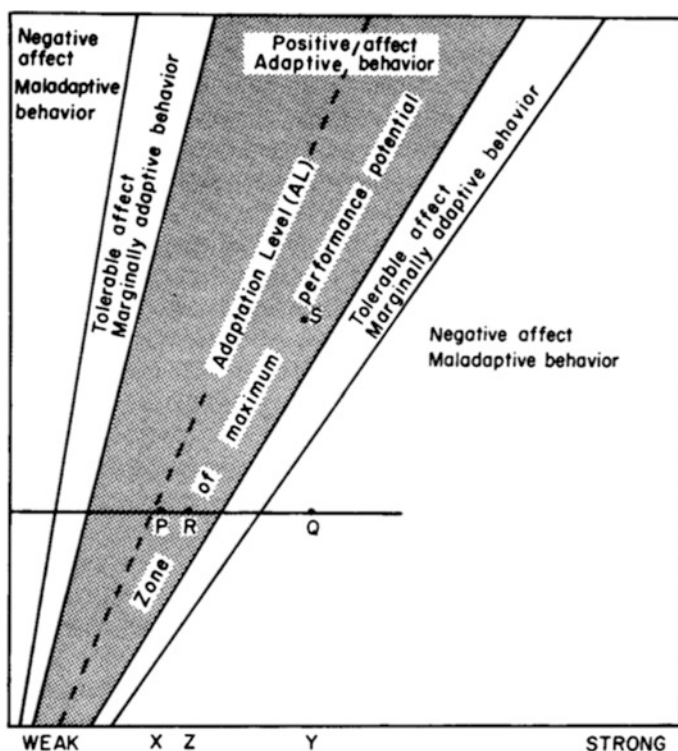 Negative
affect
Maladaptive
behavior
Tolerable affect
Marginally adaptive behavior
Positive affect
Adaptive behavior
Adaptation Level (AL)
Zone of maximum performance potential
S
Tolerable affect
Marginally adaptive behavior
Negative affect
Maladaptive behavior
P R Q
WEAK X Z Y STRONG